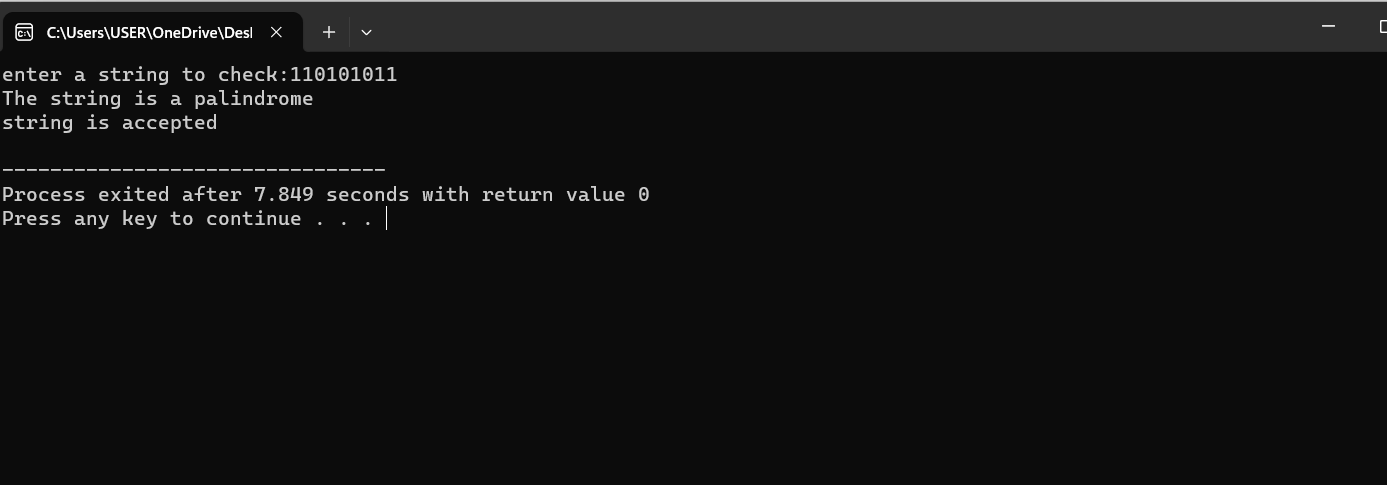 C:\Users\USER\OneDrive\Desl
enter a string to check:110101011
The string is a palindrome
string is accepted
--------------------------------
Process exited after 7.849 seconds with return value 0
Press any key to continue . . .